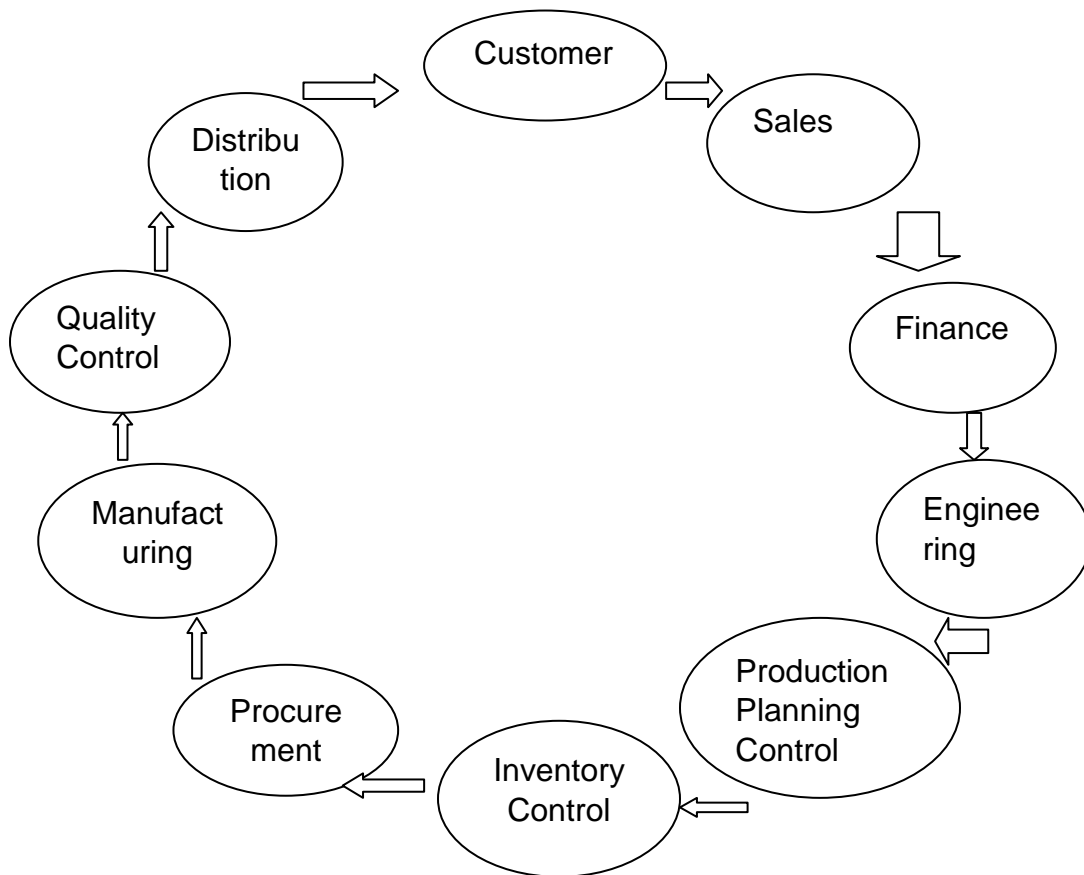 Customer
Sales
Finance
Enginee
ring
Production
Planning
Control
Inventory
Control
Procure
ment
Manufact
uring
Quality
Control
Distribu
tion